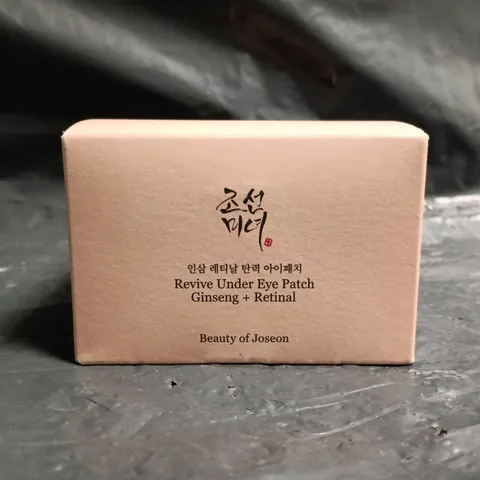 조선
미녀
인삼 레티날 탄력 아이패치
Revive Under Eye Patch
Ginseng + Retinal
Beauty of Joseon